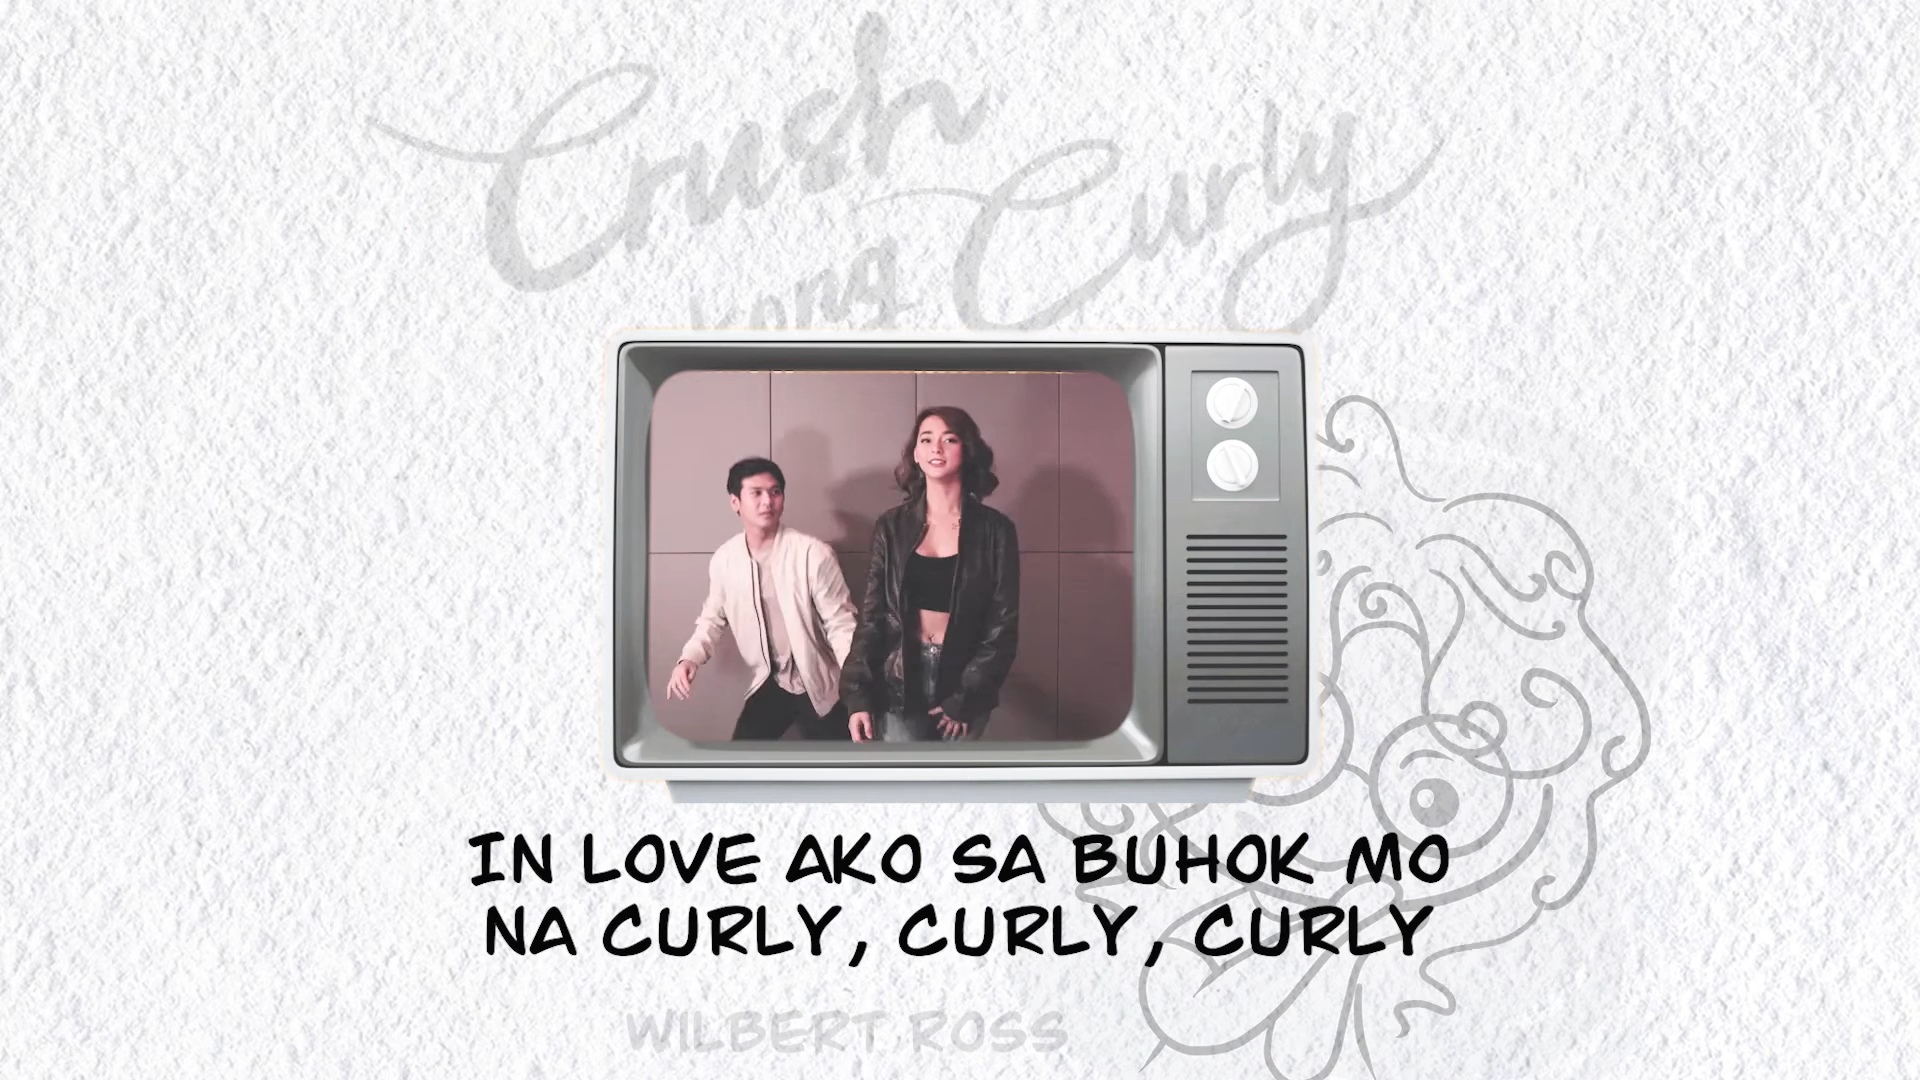 Crush
kong Curly
IN LOVE AKO SA BUHOK MO
NA CURLY, CURLY, CURLY
WILBERT ROSS